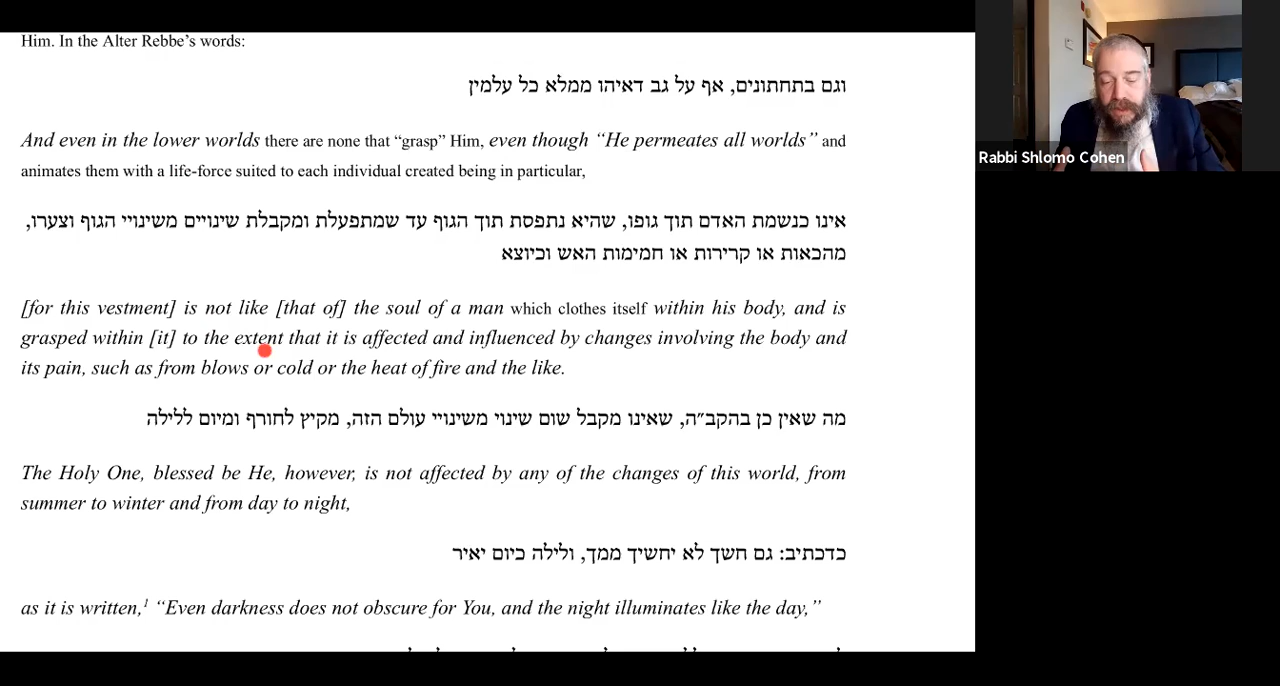 Him. In the Alter Rebbe’s words:
וגם בתחתונים, אף על גב דאיהו ממלא כל עלמין
And even in the lower worlds there are none that “grasp” Him, even though “He permeates all worlds” and
animates them with a life-force suited to each individual created being in particular,
אינו כנשמת האדם תוך גופו, שהיא נתפסת תוך הגוף עד שמתפעלת ומקבלת שינויים משינויי הגוף וצערו,
מהכאות או קרירות או חמימות האש וכיוצא
[for this vestment] is not like [that of] the soul of a man which clothes itself within his body, and is
grasped within [it] to the extent that it is affected and influenced by changes involving the body and
its pain, such as from blows or cold or the heat of fire and the like.
מה שאין כן בהקב״ה, שאינו מקבל שום שינוי משינויי עולם הזה, מקיץ לחורף ומיום ללילה
The Holy One, blessed be He, however, is not affected by any of the changes of this world, from
summer to winter and from day to night,
כדכתיב: גם חשך לא יחשיך ממך, ולילה כיום יאיר
as it is written,1 “Even darkness does not obscure for You, and the night illuminates like the day,”
Rabbi Shlomo Cohen